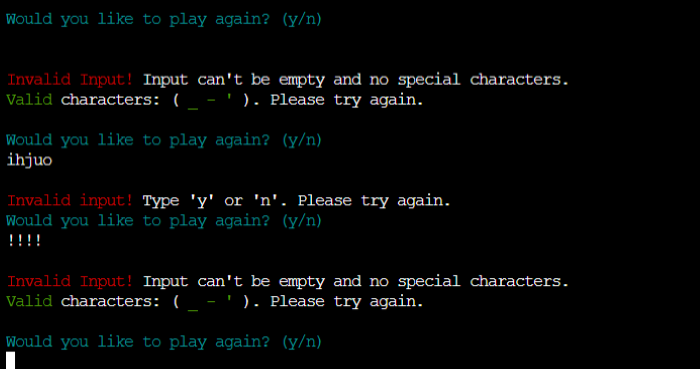 Would you like to play again? (y/n)
Invalid Input! Input can't be empty and no special characters.
Valid characters: ( _ - ' ). Please try again.
Would you like to play again? (y/n)
ihjuo
Invalid input! Type 'y' or 'n'. Please try again.
Would you like to play again? (y/n)
!!!!
Invalid Input! Input can't be empty and no special characters.
Valid characters: ( _ - ' ). Please try again.
Would you like to play again? (y/n)